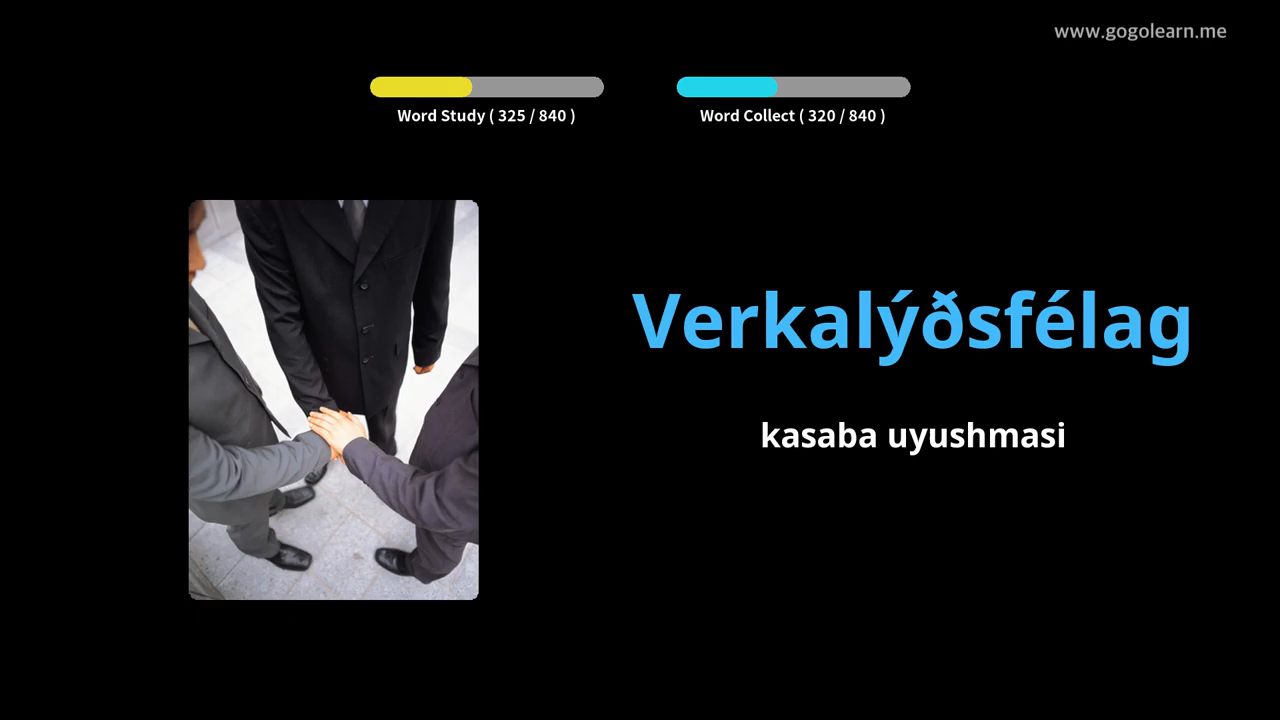 www.gogolearn.me
Word Study ( 325 / 840 )
Word Collect ( 320 / 840 )
Verkalýðsfélag
kasaba uyushmasi